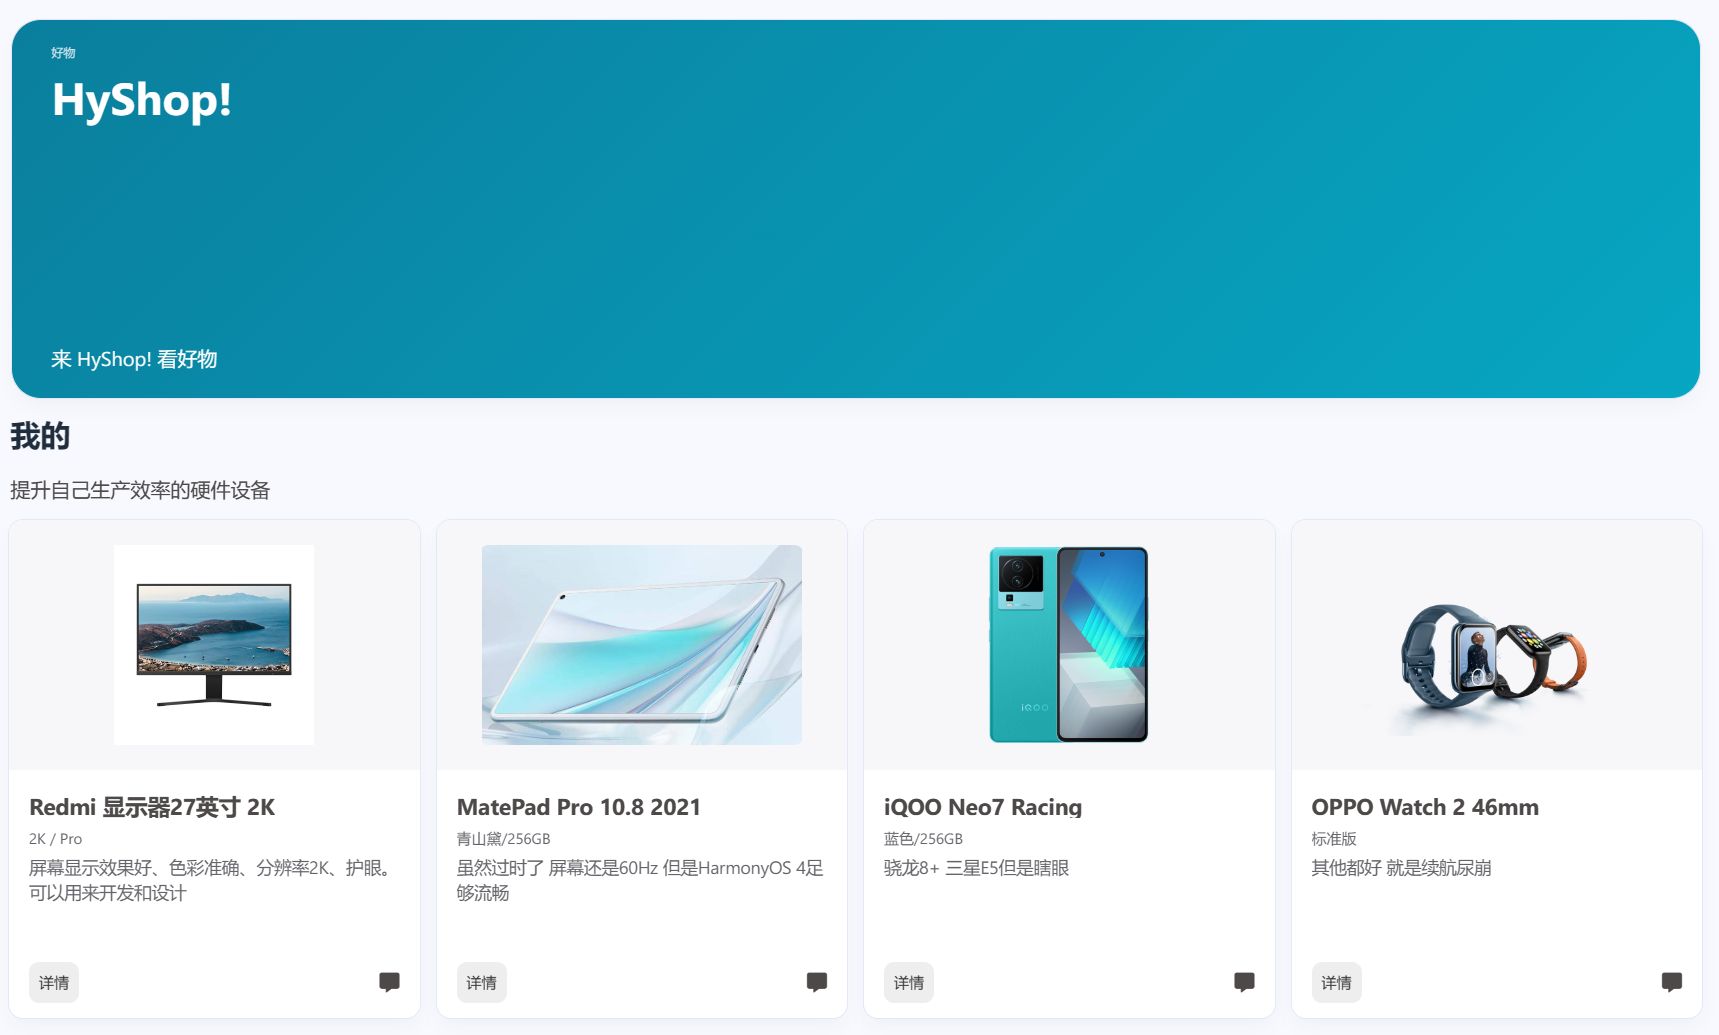 好物
HyShop!
来 HyShop! 看好物
我的
提升自己生产效率的硬件设备
Redmi 显示器27英寸 2K
2K / Pro
屏幕显示效果好、色彩准确、分辨率2K、护眼。
可以用来开发和设计
详情
MatePad Pro 10.8 2021
青山黛/256GB
虽然过时了 屏幕还是60Hz 但是HarmonyOS 4足
够流畅
详情
iQOO
iQOO Neo7 Racing
蓝色/256GB
骁龙8+ 三星E5但是瞎眼
详情
OPPO Watch 2 46mm
标准版
其他都好 就是续航尿崩
详情